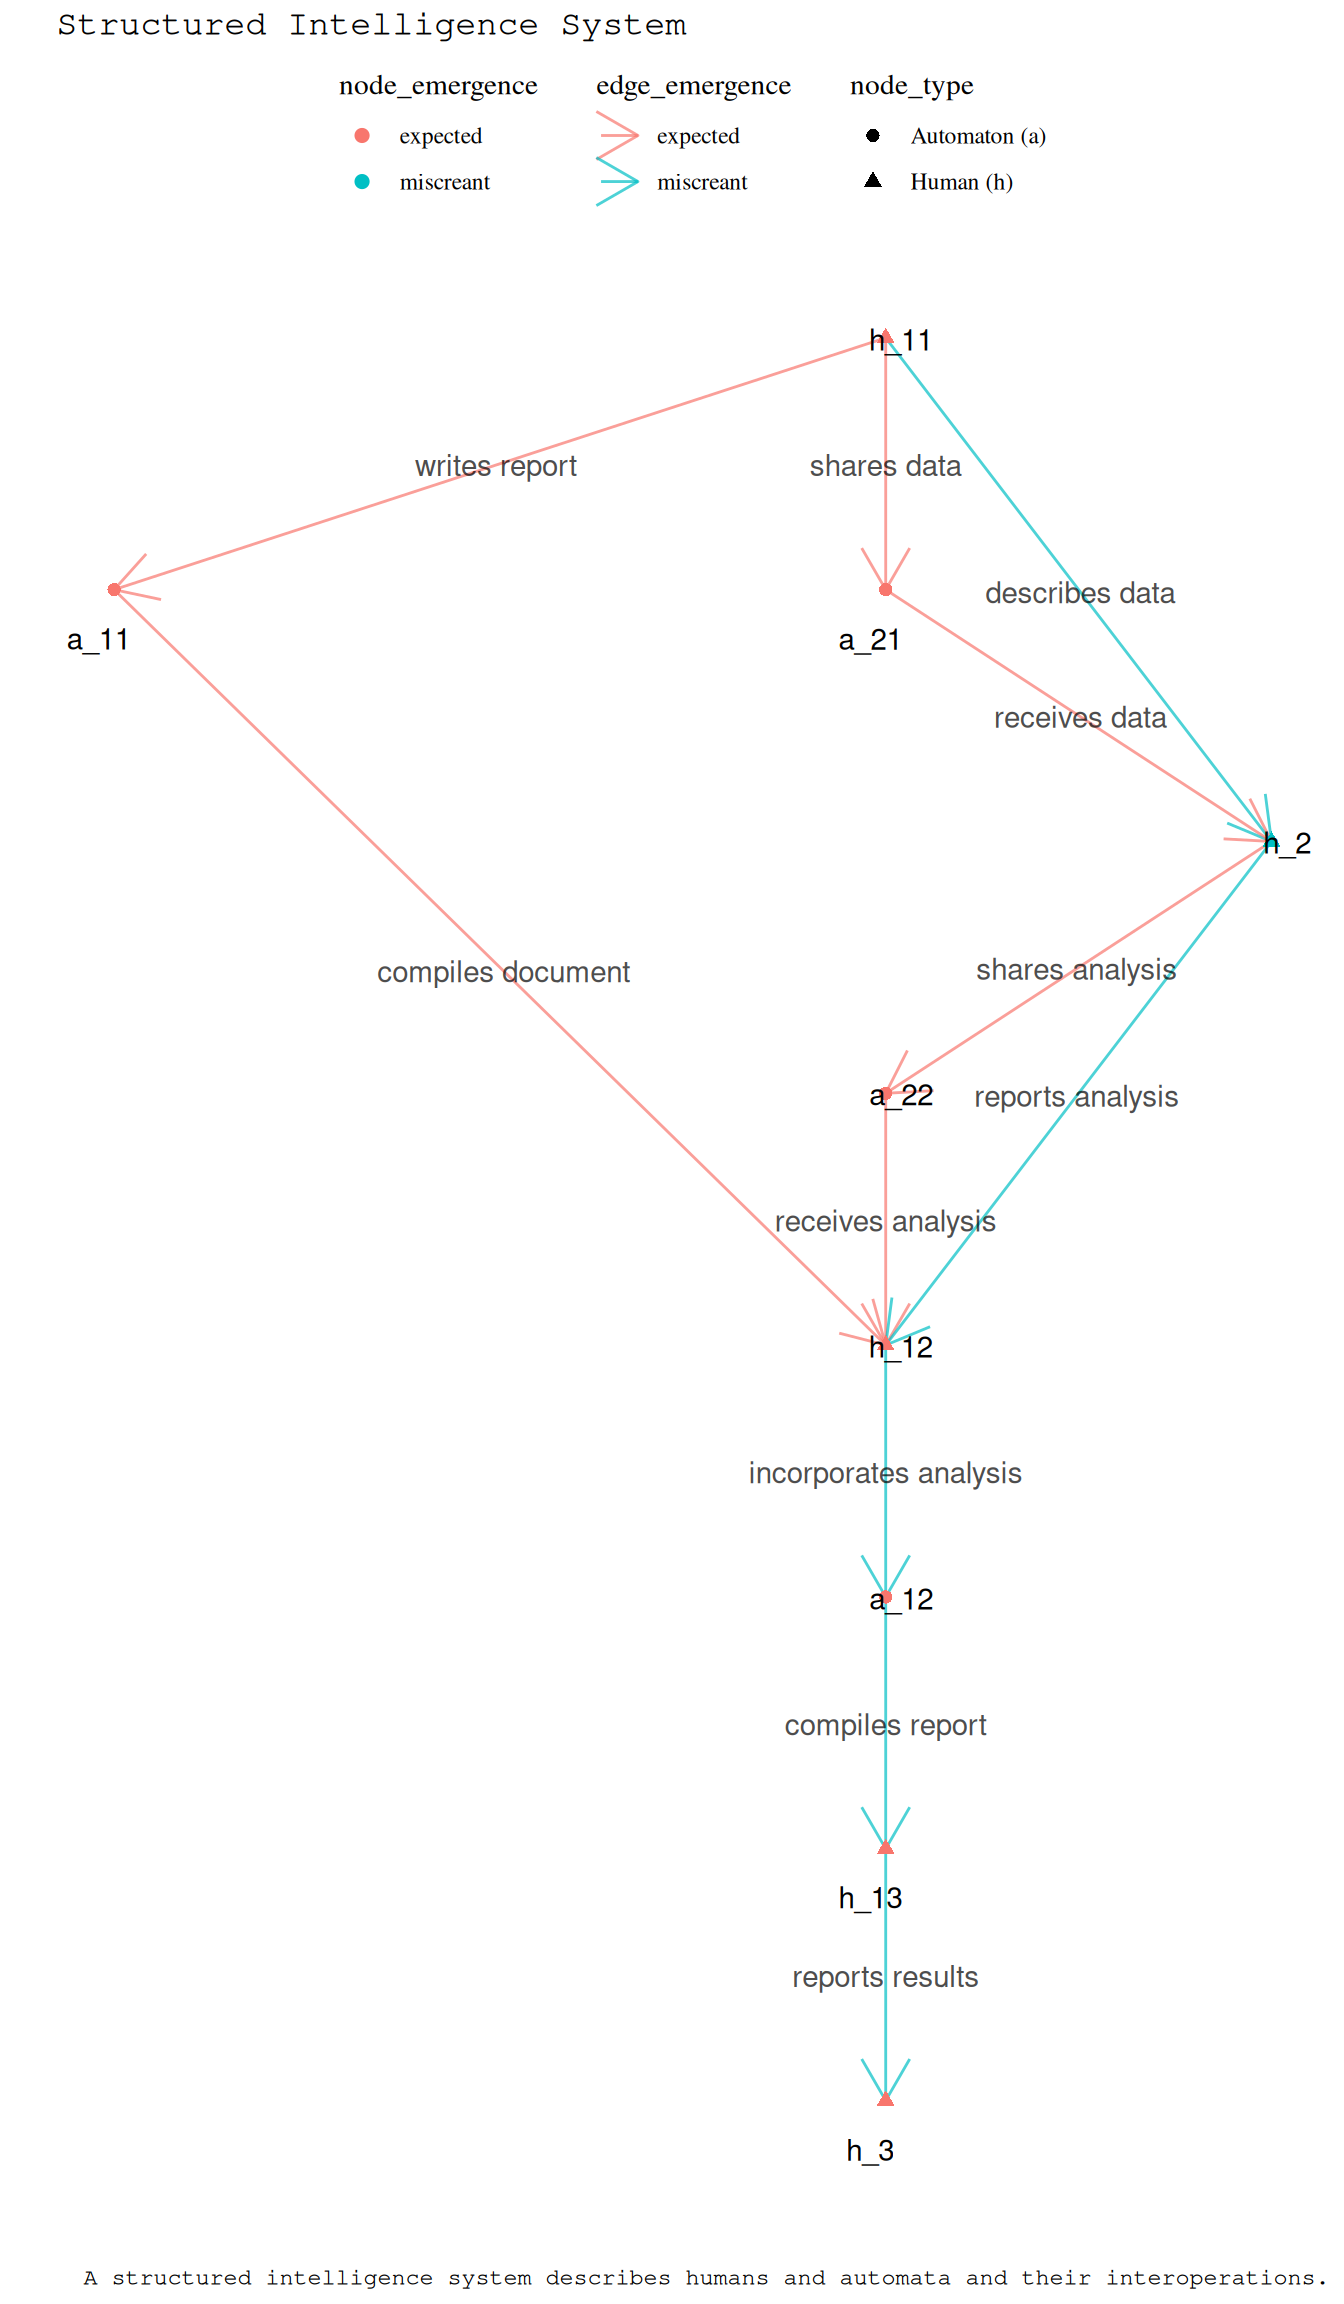 Structured Intelligence System
node_emergence edge_emergence node_type
expected expected Automaton (a)
miscreant miscreant Human (h)
h_11
writes report shares data
describes data
a_11 a_21
receives data
h_2
shares analysis
compiles document
a_22 reports analysis
receives analysis
h_12
incorporates analysis
a_12
compiles report
h_13
reports results
h_3
A structured intelligence system describes humans and automata and their interoperations.